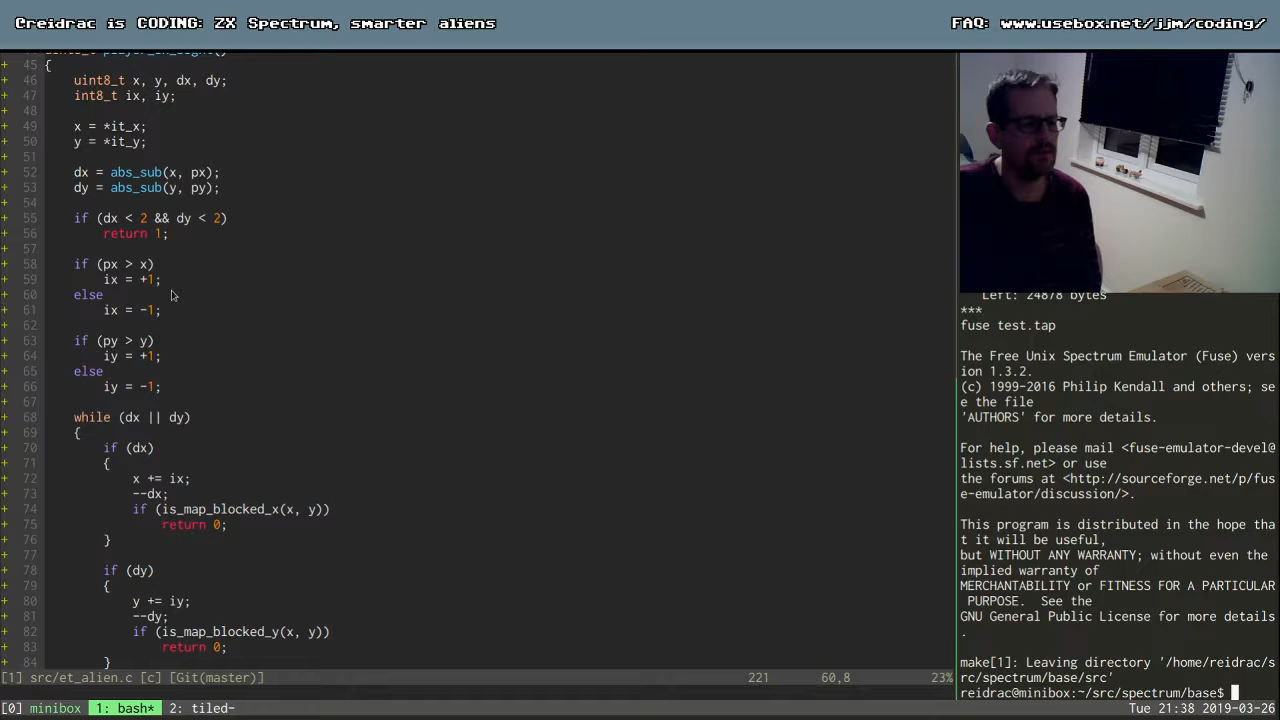 Creidrac is CODING: ZX Spectrum, smarter aliens
FAQ: www.usebox.net/jjm/coding/
+ 45 {
+ 46 uint8_t x, y, dx, dy;
+ 47 int8_t ix, iy;
+ 48
+ 49 x = *it_x;
+ 50 y = *it_y;
+ 51
+ 52 dx = abs_sub(x, px);
+ 53 dy = abs_sub(y, py);
+ 54
+ 55 if (dx < 2 && dy < 2)
+ 56 return 1;
+ 57
+ 58 if (px > x)
+ 59 ix = +1;
+ 60 else
+ 61 ix = -1;
+ 62
+ 63 if (py > y)
+ 64 iy = +1;
+ 65 else
+ 66 iy = -1;
+ 67
+ 68 while (dx || dy)
+ 69 {
+ 70 if (dx)
+ 71 {
+ 72 x += ix;
+ 73 --dx;
+ 74 if (is_map_blocked_x(x, y))
+ 75 return 0;
+ 76 }
+ 77
+ 78 if (dy)
+ 79 {
+ 80 y += iy;
+ 81 --dy;
+ 82 if (is_map_blocked_y(x, y))
+ 83 return 0;
+ 84 }
[1] src/et_alien.c [c] [Git(master)] 221 60,8 23%
Left: 24878 bytes
***
fuse test.tap
The Free Unix Spectrum Emulator (Fuse) vers
ion 1.3.2.
(c) 1999-2016 Philip Kendall and others; se
e the file
'AUTHORS' for more details.
For help, please mail <fuse-emulator-devel@
lists.sf.net> or use
the forums at <http://sourceforge.net/p/fus
e-emulator/discussion/>.
This program is distributed in the hope tha
t it will be useful,
but WITHOUT ANY WARRANTY; without even the
implied warranty of
MERCHANTABILITY or FITNESS FOR A PARTICULAR
PURPOSE. See the
GNU General Public License for more details
.
make[1]: Leaving directory '/home/reidrac/s
rc/spectrum/base/src'
reidrac@minibox:~/src/spectrum/base$
[0] minibox 1: bash* 2: tiled-
Tue 21:38 2019-03-26